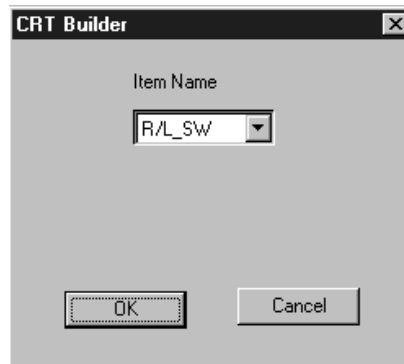 CRT Builder
Item Name
R/L_SW
OK
Cancel